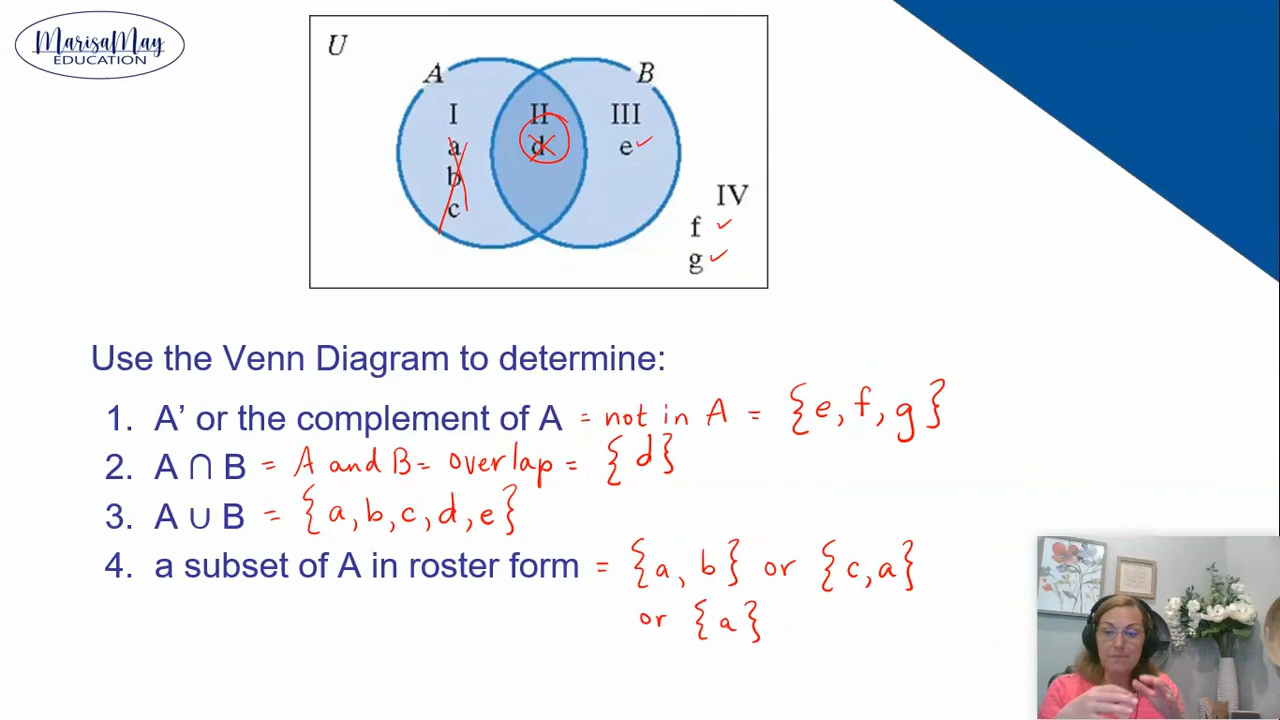 MarisaMay
EDUCATION
U
A B
I II III
a d e ✓
b
c
IV
f ✓
g ✓
Use the Venn Diagram to determine:
1. A’ or the complement of A = not in A = {e, f, g}
2. A ∩ B = A and B = overlap = {d}
3. A ∪ B = {a, b, c, d, e}
4. a subset of A in roster form = {a, b} or {c, a}
or {a}